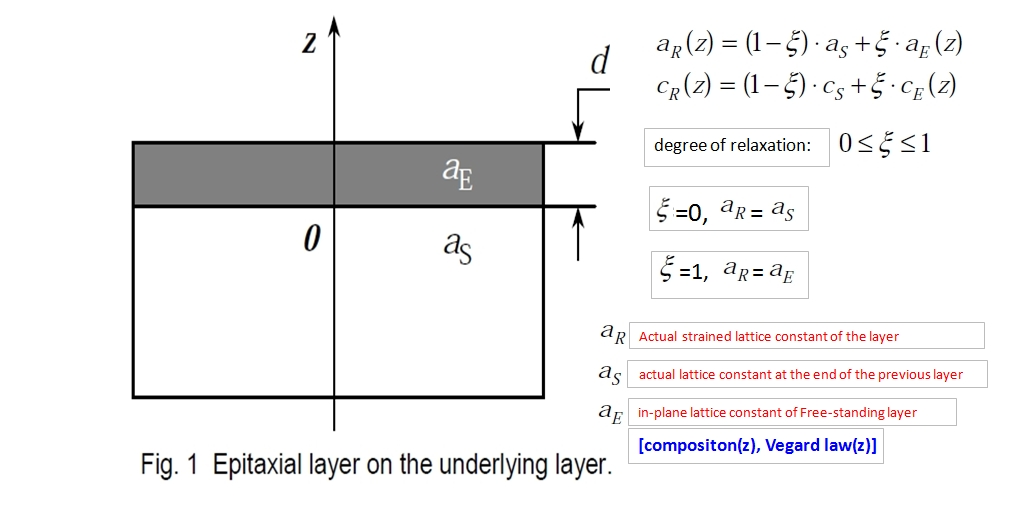 z
d
a_E
0
a_S
Fig. 1 Epitaxial layer on the underlying layer.
a_R(z) = (1−ξ)·a_S + ξ·a_E(z)
c_R(z) = (1−ξ)·c_S + ξ·c_E(z)
degree of relaxation: 0 ≤ ξ ≤ 1
ξ =0, a_R = a_S
ξ =1, a_R = a_E
a_R Actual strained lattice constant of the layer
a_S actual lattice constant at the end of the previous layer
a_E in-plane lattice constant of Free-standing layer
[compositon(z), Vegard law(z)]